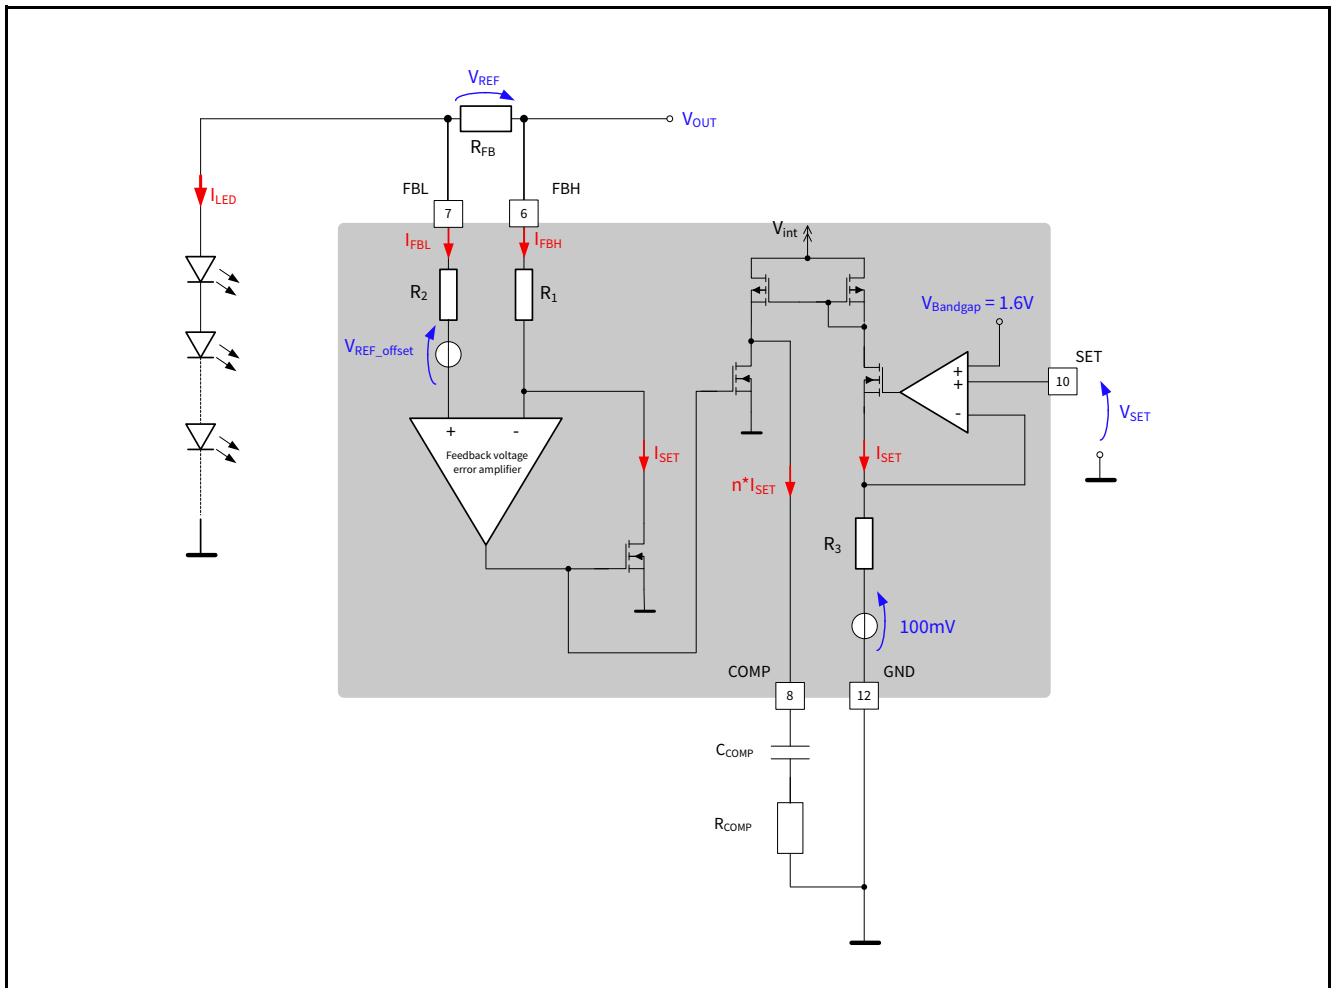 VREF
VOUT
RFB
FBL
FBH
7
6
ILED
IFBL
IFBH
Vint
R2
R1
VBandgap = 1.6V
VREF_offset
SET
10
VSET
+
+
-
+
-
Feedback voltage
error amplifier
ISET
ISET
n*ISET
R3
100mV
COMP
GND
8
12
CCOMP
RCOMP